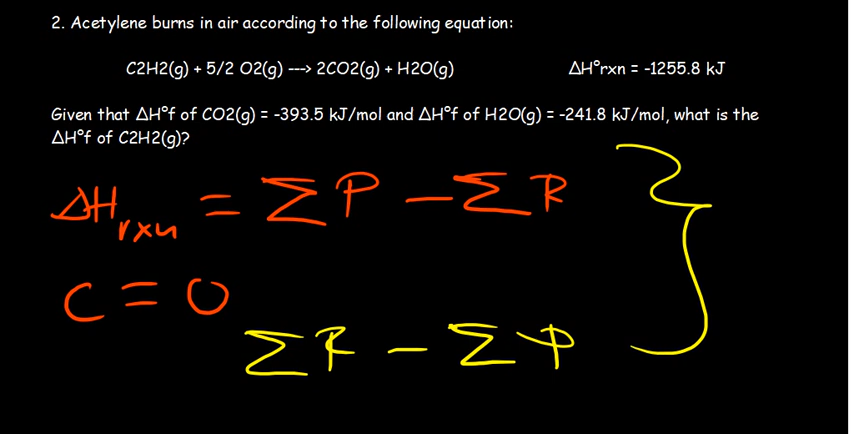 2. Acetylene burns in air according to the following equation:
C2H2(g) + 5/2 O2(g) ---> 2CO2(g) + H2O(g) ΔH°rxn = -1255.8 kJ
Given that ΔH°f of CO2(g) = -393.5 kJ/mol and ΔH°f of H2O(g) = -241.8 kJ/mol, what is the
ΔH°f of C2H2(g)?
ΔHrxn = ΣP - ΣR
C = 0
ΣR - ΣP